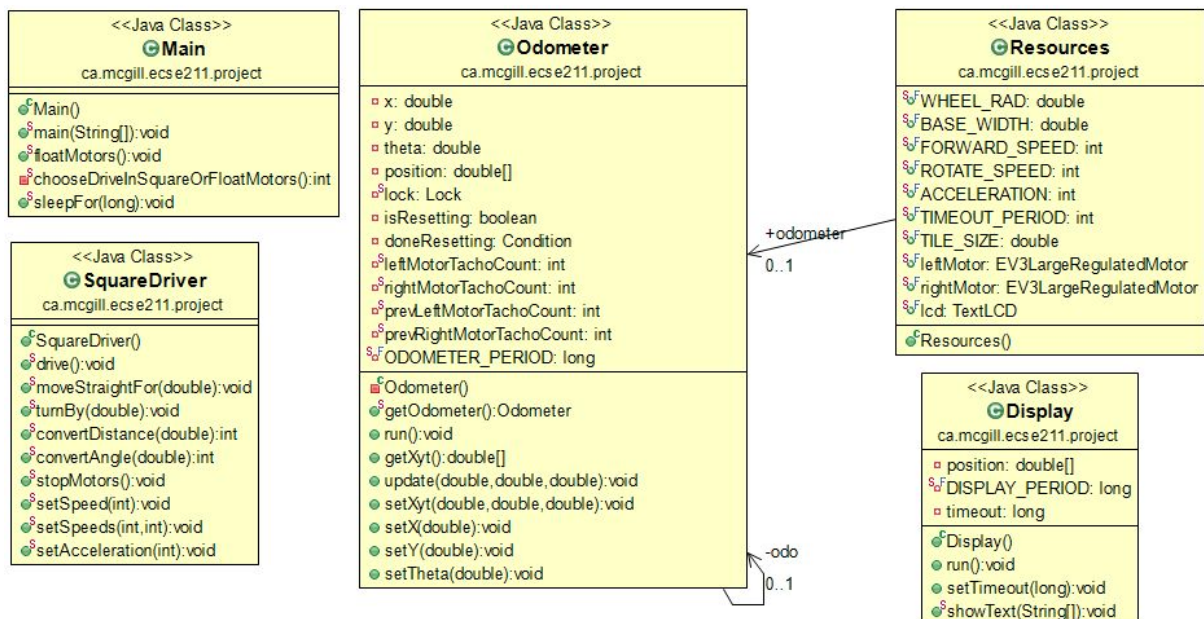 <<Java Class>>
Main
ca.mcgill.ecse211.project
Main()
main(String[]):void
floatMotors():void
chooseDriveInSquareOrFloatMotors():int
sleepFor(long):void
<<Java Class>>
SquareDriver
ca.mcgill.ecse211.project
SquareDriver()
drive():void
moveStraightFor(double):void
turnBy(double):void
convertDistance(double):int
convertAngle(double):int
stopMotors():void
setSpeed(int):void
setSpeeds(int,int):void
setAcceleration(int):void
<<Java Class>>
Odometer
ca.mcgill.ecse211.project
x: double
y: double
theta: double
position: double[]
lock: Lock
isResetting: boolean
doneResetting: Condition
leftMotorTachoCount: int
rightMotorTachoCount: int
prevLeftMotorTachoCount: int
prevRightMotorTachoCount: int
ODOMETER_PERIOD: long
Odometer()
getOdometer():Odometer
run():void
getXyt():double[]
update(double,double,double):void
setXyt(double,double,double):void
setX(double):void
setY(double):void
setTheta(double):void
+odometer
0..1
-odo
0..1
<<Java Class>>
Resources
ca.mcgill.ecse211.project
WHEEL_RAD: double
BASE_WIDTH: double
FORWARD_SPEED: int
ROTATE_SPEED: int
ACCELERATION: int
TIMEOUT_PERIOD: int
TILE_SIZE: double
leftMotor: EV3LargeRegulatedMotor
rightMotor: EV3LargeRegulatedMotor
lcd: TextLCD
Resources()
<<Java Class>>
Display
ca.mcgill.ecse211.project
position: double[]
DISPLAY_PERIOD: long
timeout: long
Display()
run():void
setTimeout(long):void
showText(String[]):void